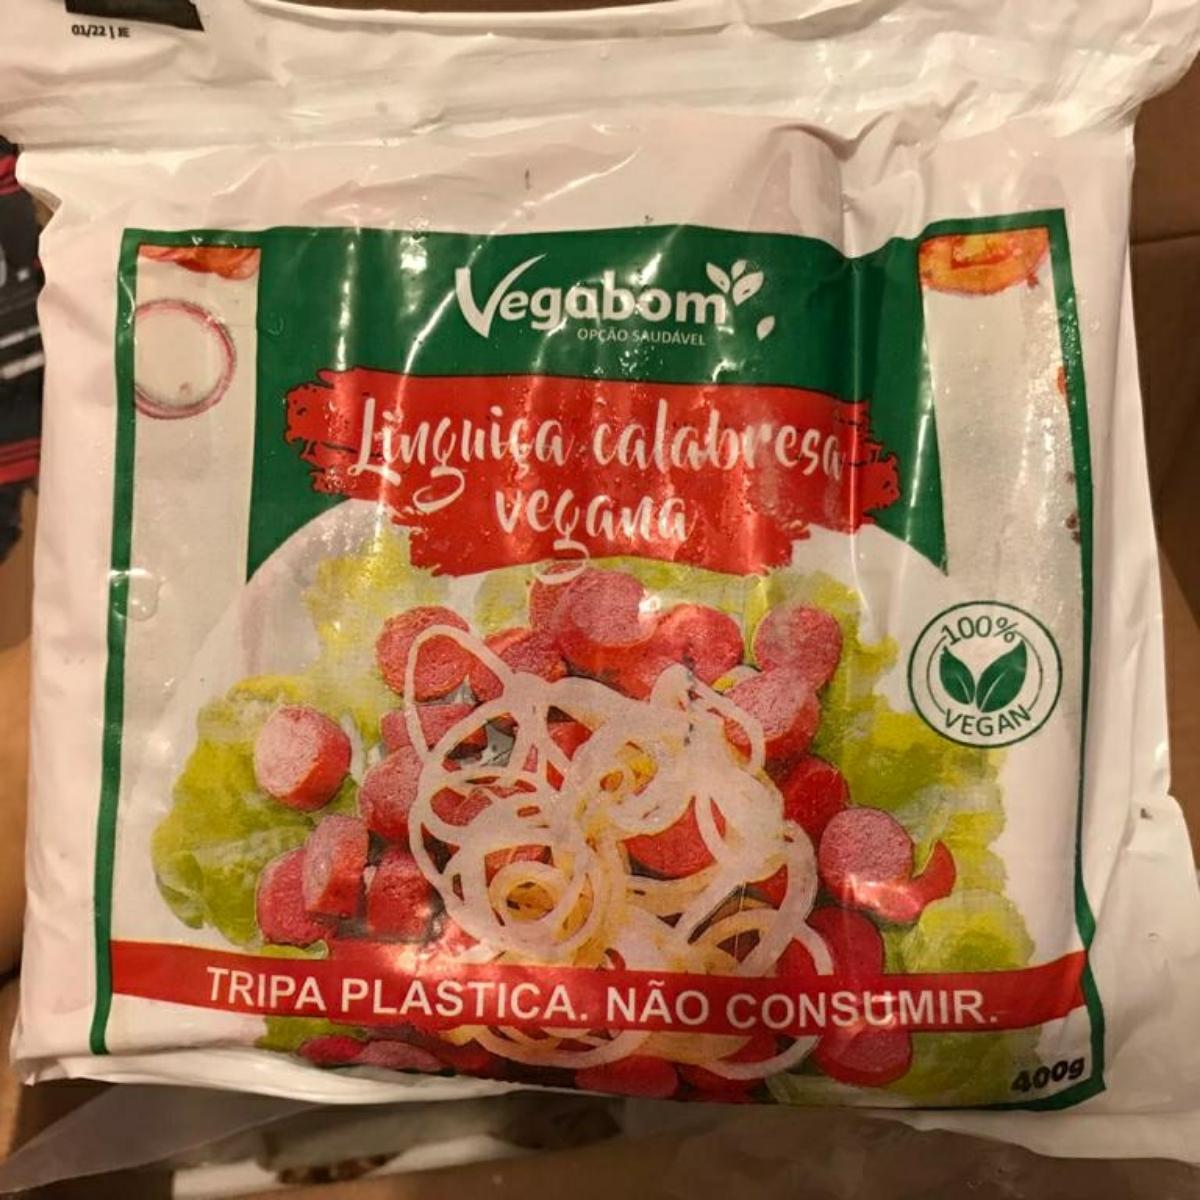 01/22 | IE
Vegabom
OPÇÃO SAUDÁVEL
Linguiça calabresa
vegana
100%
VEGAN
TRIPA PLASTICA. NÃO CONSUMIR.
400g